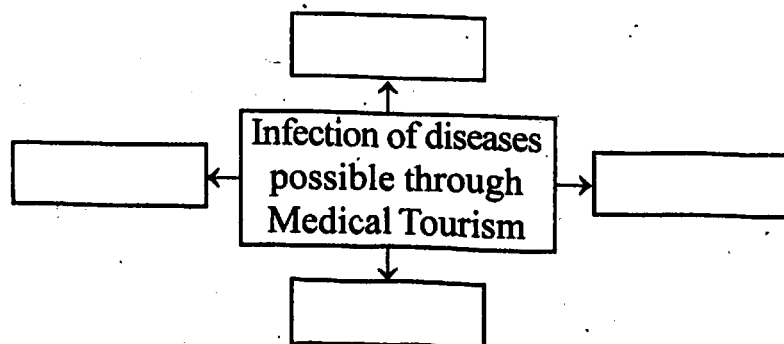 Infection of diseases
possible through
Medical Tourism